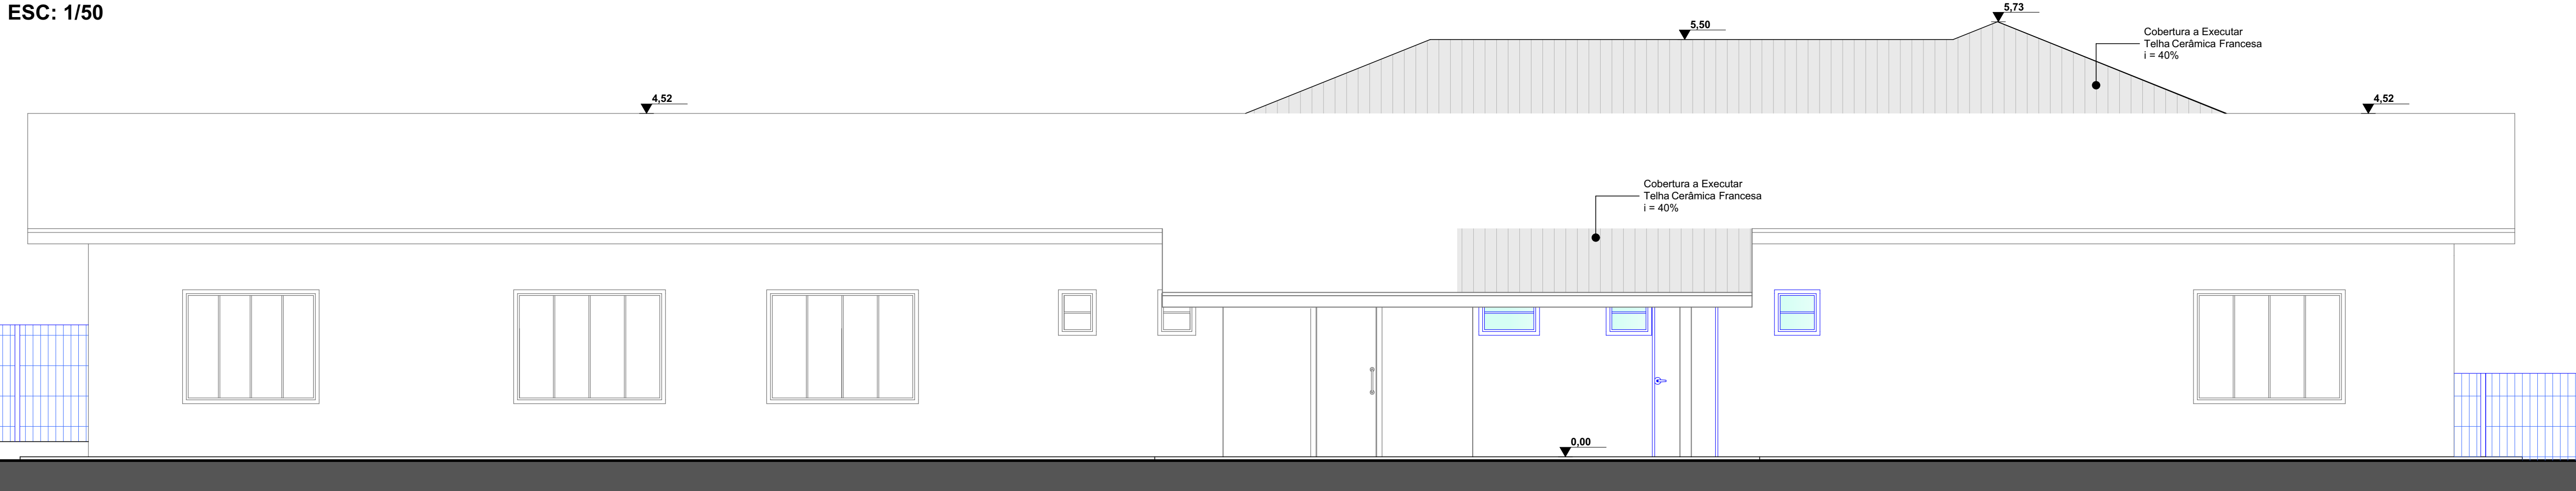 ESC: 1/50
5,73
5,50
Cobertura a Executar
Telha Cerâmica Francesa
i = 40%
4,52
4,52
Cobertura a Executar
Telha Cerâmica Francesa
i = 40%
0,00